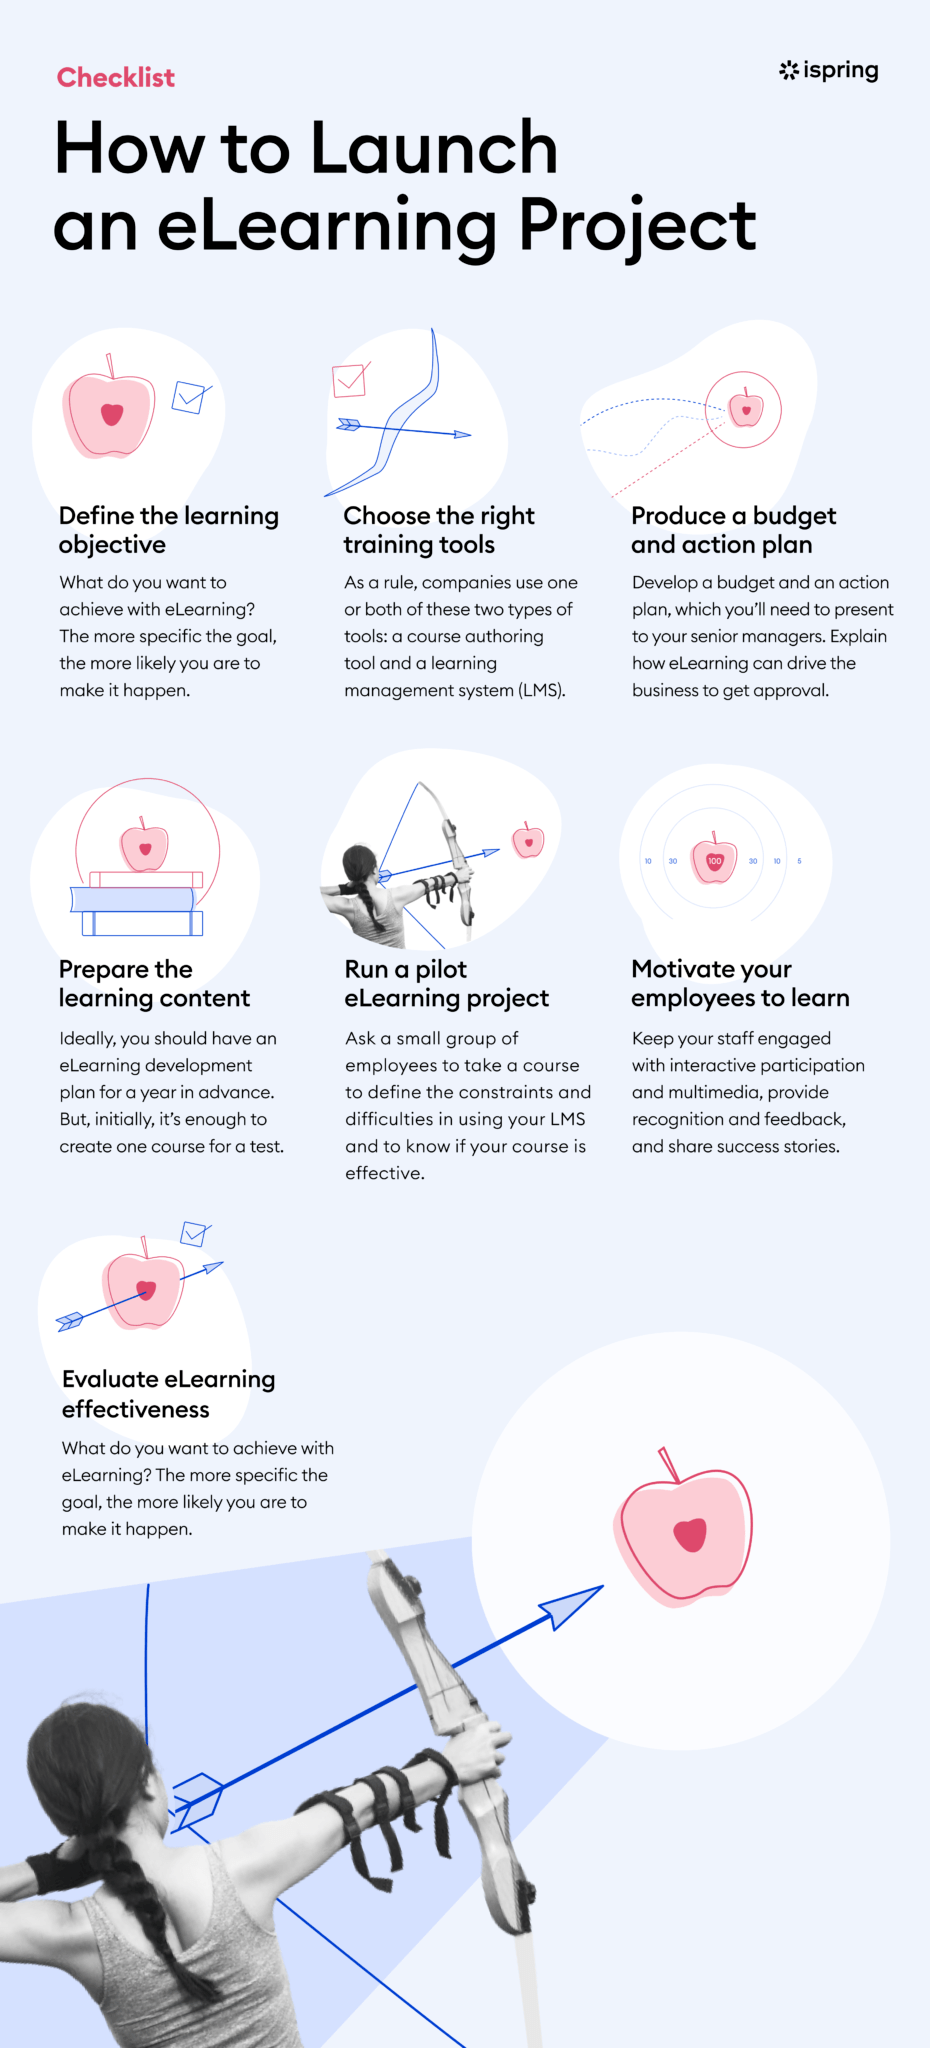 Checklist
ispring
How to Launch
an eLearning Project
Define the learning
objective
What do you want to
achieve with eLearning?
The more specific the goal,
the more likely you are to
make it happen.
Choose the right
training tools
As a rule, companies use one
or both of these two types of
tools: a course authoring
tool and a learning
management system (LMS).
Produce a budget
and action plan
Develop a budget and an action
plan, which you'll need to present
to your senior managers. Explain
how eLearning can drive the
business to get approval.
Prepare the
learning content
Ideally, you should have an
eLearning development
plan for a year in advance.
But, initially, it's enough to
create one course for a test.
Run a pilot
eLearning project
Ask a small group of
employees to take a course
to define the constraints and
difficulties in using your LMS
and to know if your course is
effective.
10 30 100 30 10 5
Motivate your
employees to learn
Keep your staff engaged
with interactive participation
and multimedia, provide
recognition and feedback,
and share success stories.
Evaluate eLearning
effectiveness
What do you want to achieve with
eLearning? The more specific the
goal, the more likely you are to
make it happen.